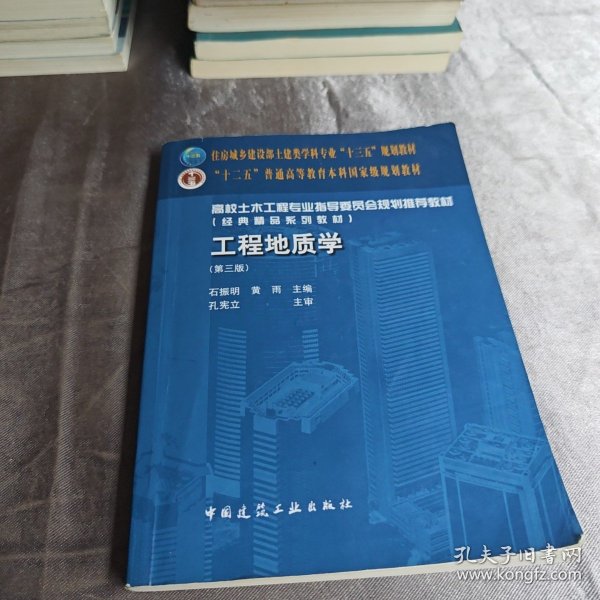 住房城乡建设部土建类学科专业“十三五”规划教材
“十二五”普通高等教育本科国家级规划教材
高校土木工程专业指导委员会规划推荐教材
(经典精品系列教材)
工程地质学
(第三版)
石振明 黄 雨 主编
孔宪立 主审
中国建筑工业出版社
孔夫子旧书网
www.kongfz.com